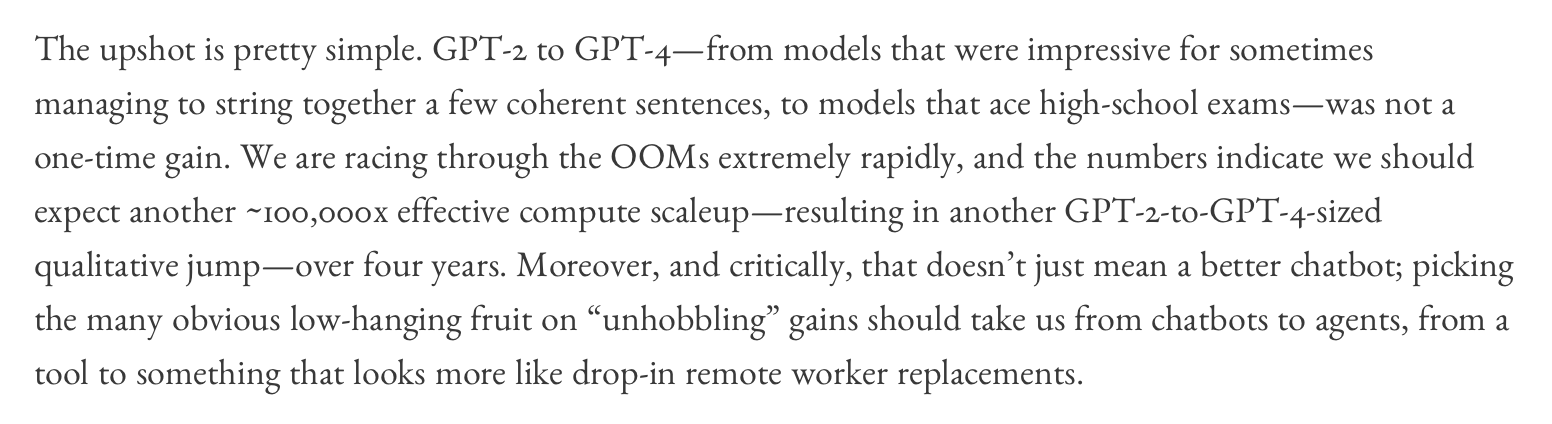 The upshot is pretty simple. GPT-2 to GPT-4—from models that were impressive for sometimes
managing to string together a few coherent sentences, to models that ace high-school exams—was not a
one-time gain. We are racing through the OOMs extremely rapidly, and the numbers indicate we should
expect another ~100,000x effective compute scaleup—resulting in another GPT-2-to-GPT-4-sized
qualitative jump—over four years. Moreover, and critically, that doesn’t just mean a better chatbot; picking
the many obvious low-hanging fruit on “unhobbling” gains should take us from chatbots to agents, from a
tool to something that looks more like drop-in remote worker replacements.